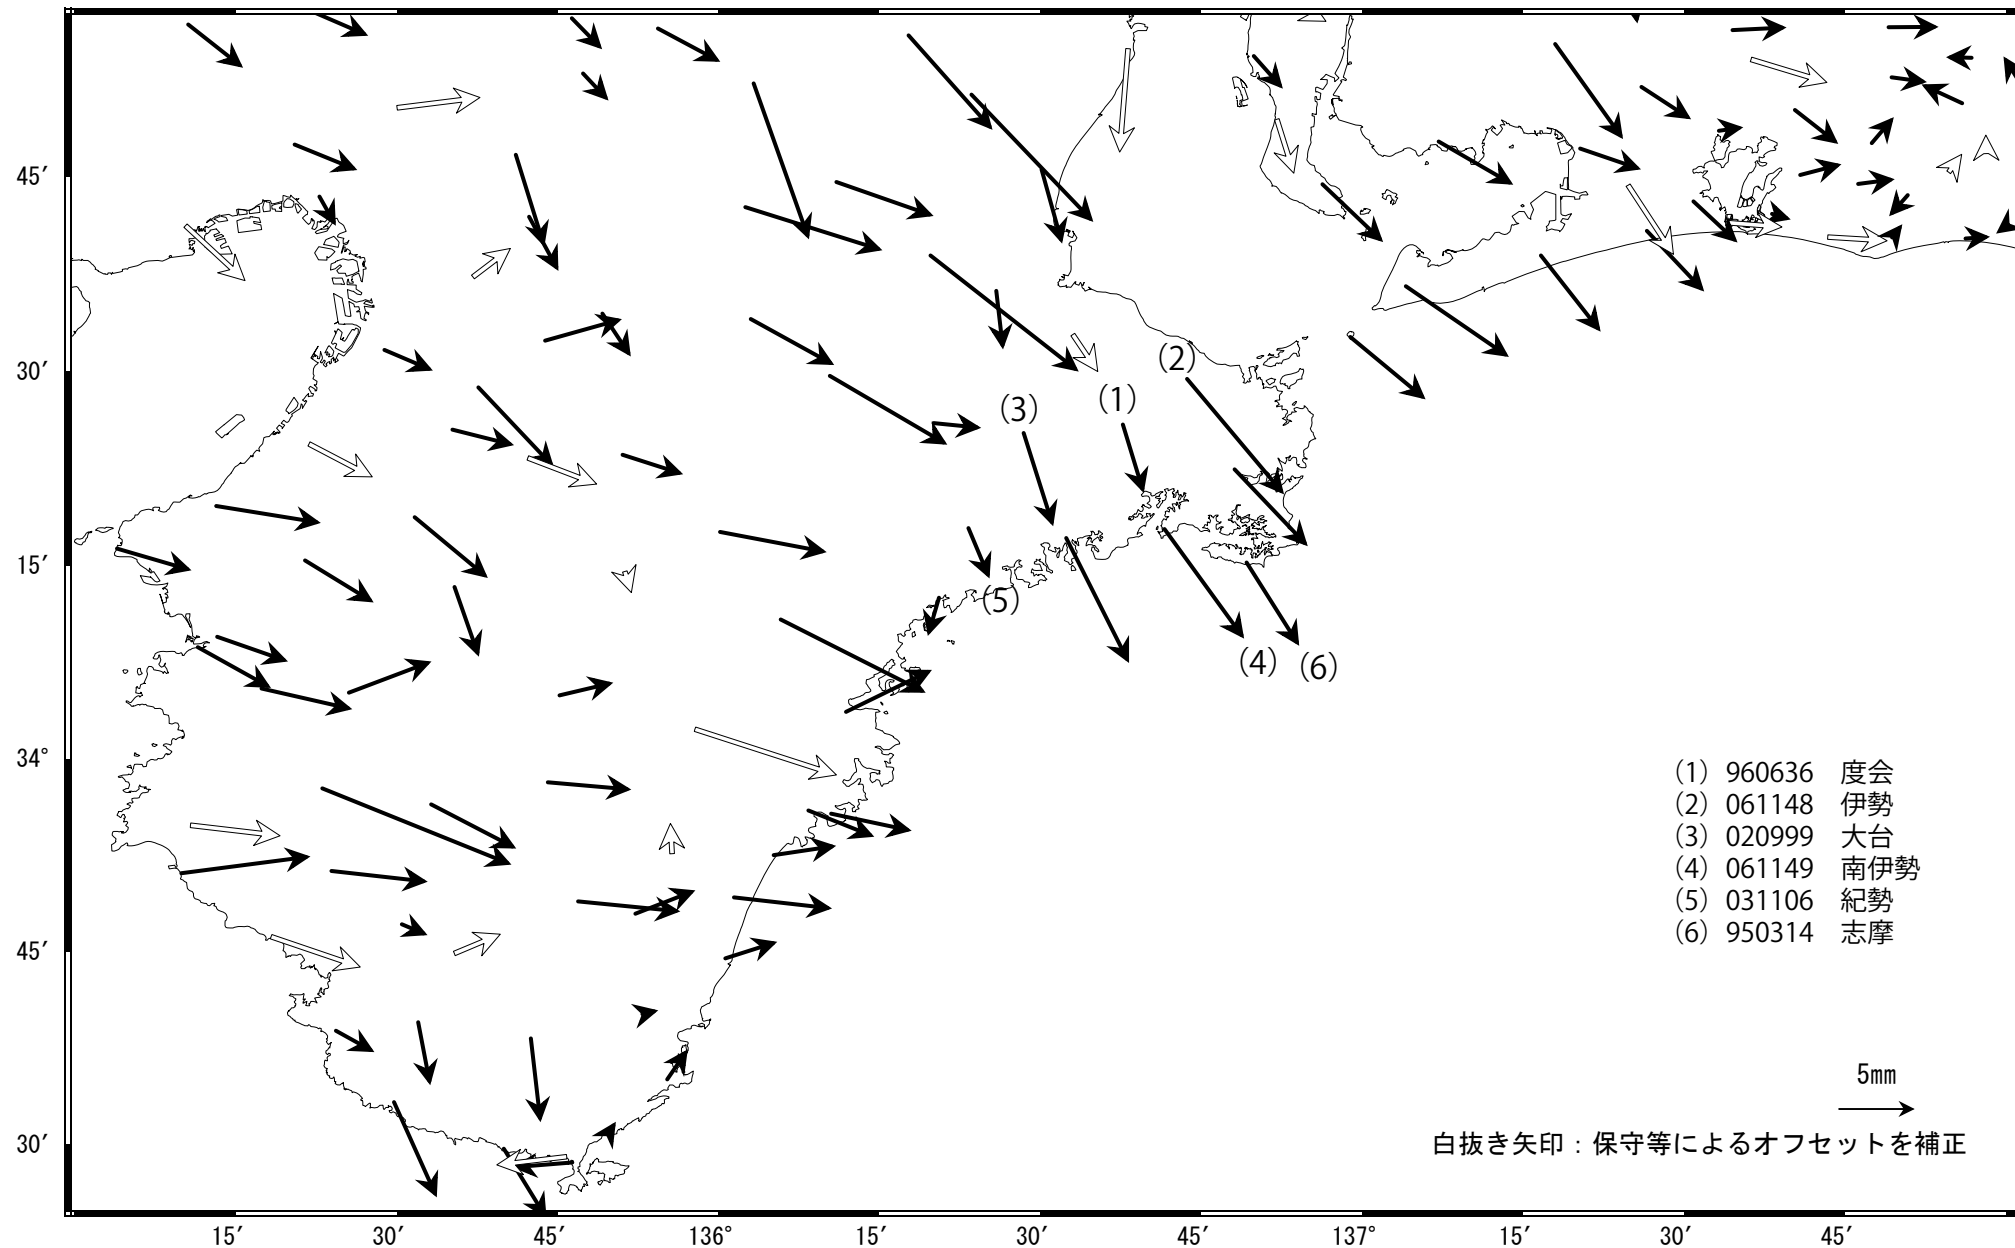 45′
30′
15′
34°
45′
30′
(2)
(1)
(3)
(5)
(4)
(6)
(1) 960636 度会
(2) 061148 伊勢
(3) 020999 大台
(4) 061149 南伊勢
(5) 031106 紀勢
(6) 950314 志摩
5mm
白抜き矢印：保守等によるオフセットを補正
15′ 30′ 45′ 136° 15′ 30′ 45′ 137° 15′ 30′ 45′